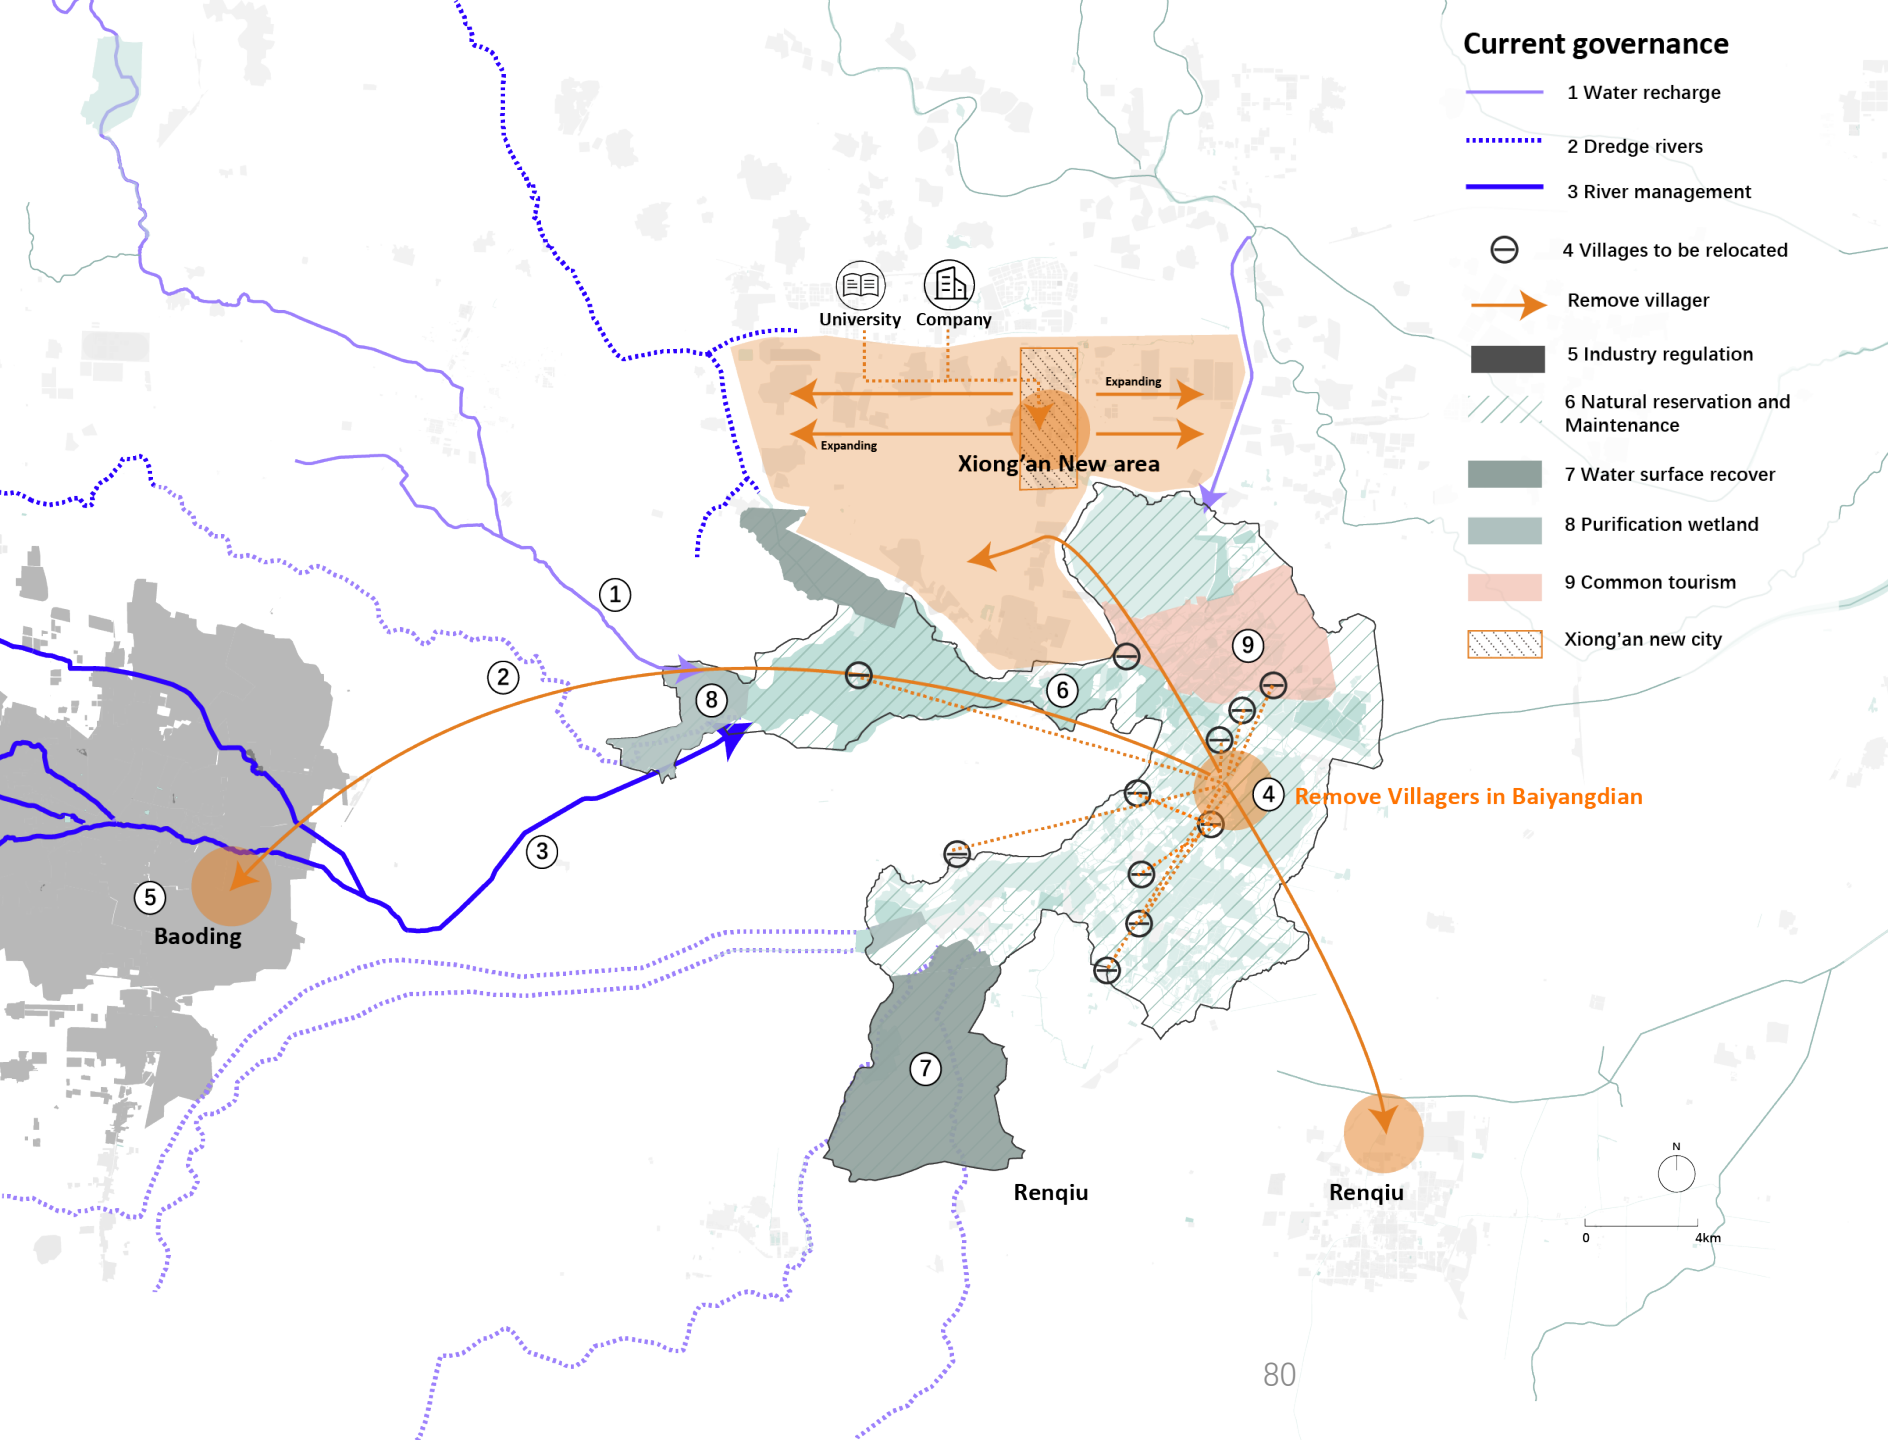 Current governance
1 Water recharge
2 Dredge rivers
3 River management
4 Villages to be relocated
Remove villager
5 Industry regulation
6 Natural reservation and
Maintenance
7 Water surface recover
8 Purification wetland
9 Common tourism
Xiong'an new city
University
Company
Expanding
Expanding
Xiong'an New area
1
2
9
6
8
4
Remove Villagers in Baiyangdian
3
5
Baoding
7
Renqiu
Renqiu
N
0
4km
80